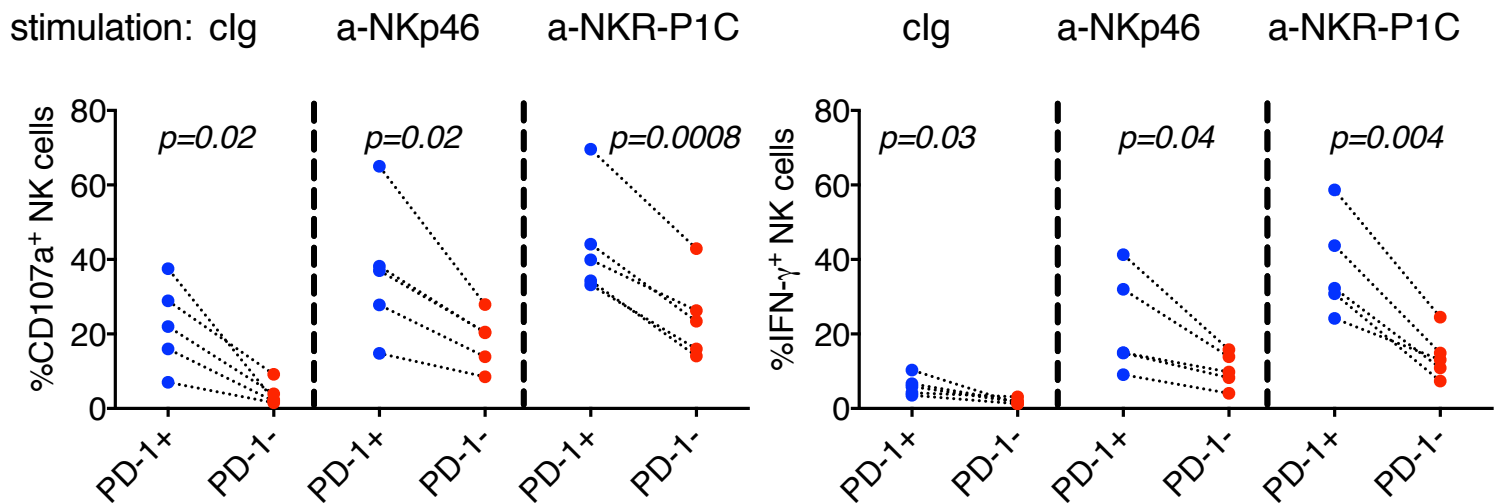 stimulation: cIg a-NKp46 a-NKR-P1C cIg a-NKp46 a-NKR-P1C
%CD107a⁺ NK cells
80
60
40
20
0
p=0.02 p=0.02 p=0.0008
PD-1+ PD-1- PD-1+ PD-1- PD-1+ PD-1-
%IFN-γ⁺ NK cells
80
60
40
20
0
p=0.03 p=0.04 p=0.004
PD-1+ PD-1- PD-1+ PD-1- PD-1+ PD-1-